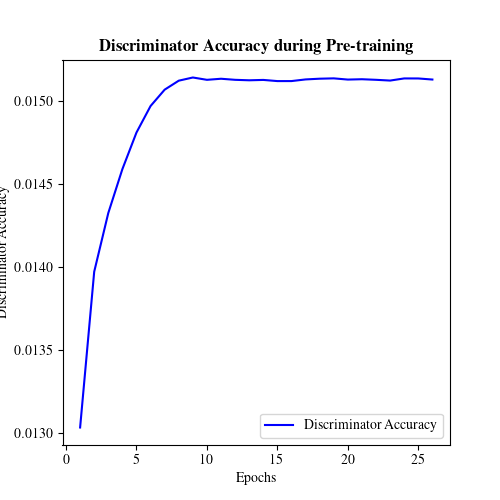 Discriminator Accuracy during Pre-training
0.0150
0.0145
0.0140
0.0135
0.0130
Discriminator Accuracy
0
5
10
15
20
25
Epochs
Discriminator Accuracy